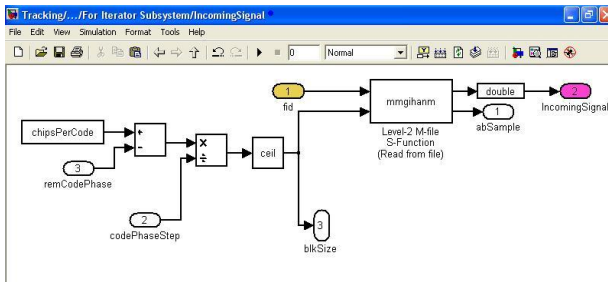 Tracking/.../For Iterator Subsystem/IncomingSignal *
File Edit View Simulation Format Tools Help
0 Normal
1
fid
mmgihanm
Level-2 M-file
S-Function
(Read from file)
double
2
IncomingSignal
1
abSample
chipsPerCode
+
−
3
remCodePhase
×
÷
ceil
2
codePhaseStep
3
blkSize